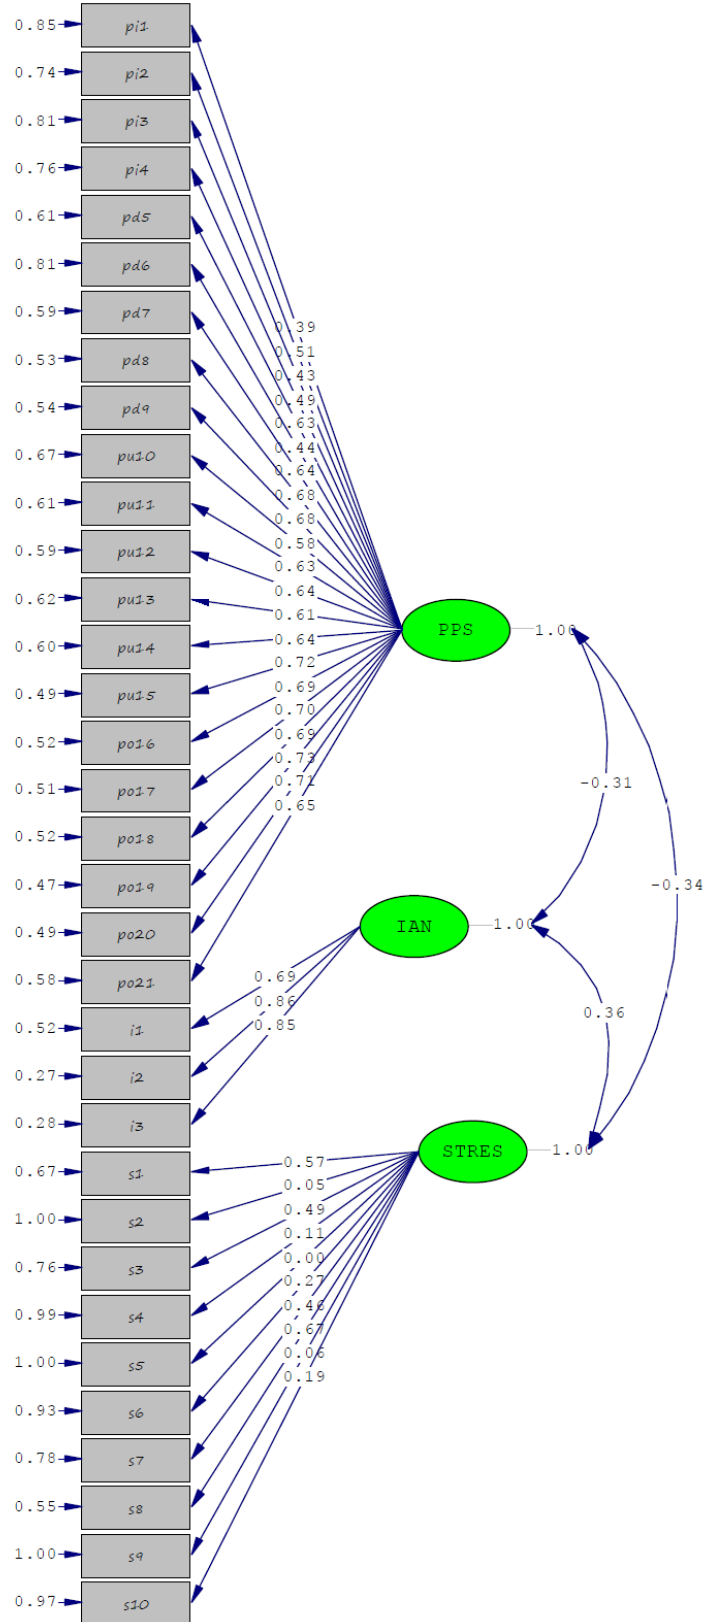 0.85 pi1
0.74 pi2
0.81 pi3
0.76 pi4
0.61 pd5
0.81 pd6
0.59 pd7
0.39
0.51
0.53 pd8
0.43
0.49
0.54 pd9
0.63
0.44
0.67 pu10
0.64
0.68
0.61 pu11
0.68
0.58
0.59 pu12
0.63
0.64
0.62 pu13
0.61
PPS 1.00
0.60 pu14
0.64
0.72
0.49 pu15
0.69
0.70
0.52 po16
0.69
0.73
-0.31
0.51 po17
0.71
0.65
0.52 po18
0.47 po19
-0.34
0.49 po20
IAN 1.00
0.58 po21
0.69
0.86
0.52 i1
0.85
0.36
0.27 i2
0.28 i3
STRES 1.00
0.57
0.67 s1
0.05
0.49
1.00 s2
0.11
0.00
0.76 s3
0.27
0.46
0.99 s4
0.67
0.06
1.00 s5
0.19
0.93 s6
0.78 s7
0.55 s8
1.00 s9
0.97 s10